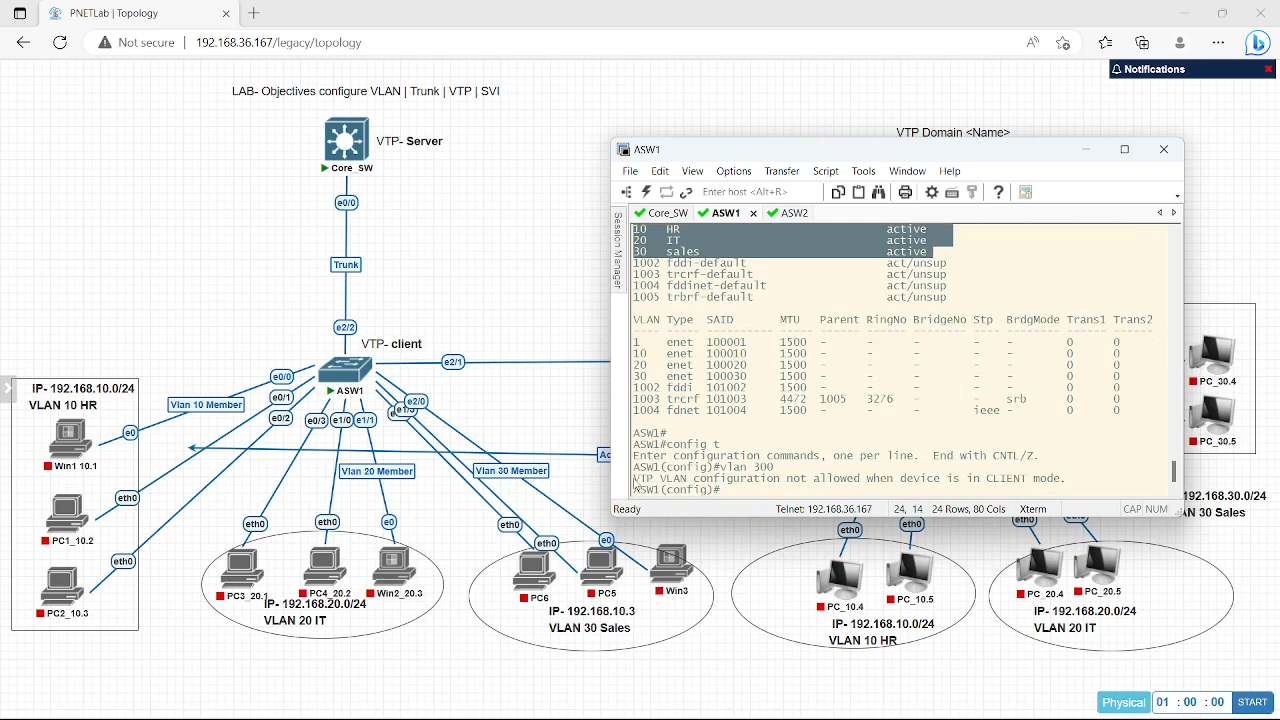 PNETLab | Topology
Not secure
192.168.36.167/legacy/topology
Notifications
LAB- Objectives configure VLAN | Trunk | VTP | SVI
VTP- Server
Core_SW
e0/0
Trunk
e2/2
VTP- client
ASW1
e2/1
VTP Domain <Name>
ASW1
File Edit View Options Transfer Script Tools Window Help
Enter host <Alt+R>
Session Manager
Core_SW ASW1 ASW2
10 HR active
20 IT active
30 sales active
1002 fddi-default act/unsup
1003 trcrf-default act/unsup
1004 fddinet-default act/unsup
1005 trbrf-default act/unsup
VLAN Type SAID MTU Parent RingNo BridgeNo Stp BrdgMode Trans1 Trans2
---- ----- ---------- ----- ------ ------ -------- ---- -------- ------ ------
1 enet 100001 1500 - - - - - 0 0
10 enet 100010 1500 - - - - - 0 0
20 enet 100020 1500 - - - - - 0 0
30 enet 100030 1500 - - - - - 0 0
1002 fddi 101002 1500 - - - - - 0 0
1003 trcrf 101003 4472 1005 3276 - - srb 0 0
1004 fdnet 101004 1500 - - - ieee - 0 0
ASW1#
ASW1#config t
Enter configuration commands, one per line. End with CNTL/Z.
ASW1(config)#vlan 300
VTP VLAN configuration not allowed when device is in CLIENT mode.
ASW1(config)#
Ready Telnet: 192.168.36.167 24, 14 24 Rows, 80 Cols Xterm CAP NUM
e0/0
e0/1
e0/2
e0/3
e1/0
e1/1
e1/3
e2/0
IP- 192.168.10.0/24
VLAN 10 HR
Vlan 10 Member
Vlan 20 Member
Vlan 30 Member
e0
Win1 10.1
eth0
PC1_10.2
eth0
PC2_10.3
eth0
PC3_20.1
eth0
PC4_20.2
e0
Win2_20.3
IP- 192.168.20.0/24
VLAN 20 IT
eth0
PC6
eth0
PC5
e0
Win3
IP- 192.168.10.3
VLAN 30 Sales
eth0
PC_10.4
eth0
PC_10.5
IP- 192.168.10.0/24
VLAN 10 HR
eth0
PC_20.4
PC_20.5
IP- 192.168.20.0/24
VLAN 20 IT
PC_30.4
PC_30.5
192.168.30.0/24
AN 30 Sales
Physical 01 : 00 : 00 START